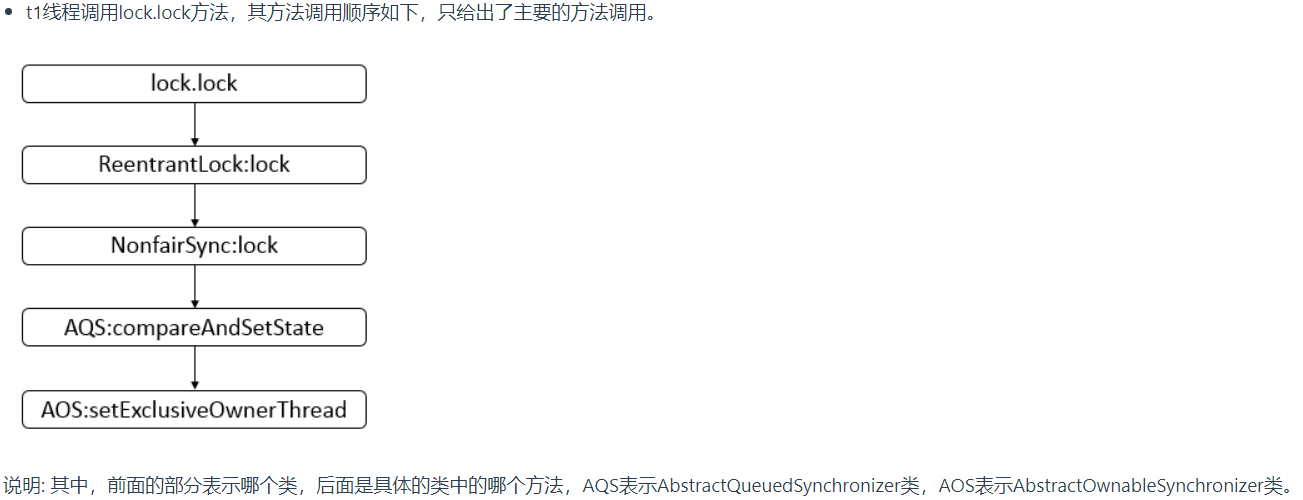 t1线程调用lock.lock方法，其方法调用顺序如下，只给出了主要的方法调用。
lock.lock
ReentrantLock:lock
NonfairSync:lock
AQS:compareAndSetState
AOS:setExclusiveOwnerThread
说明: 其中，前面的部分表示哪个类，后面是具体的类中的哪个方法，AQS表示AbstractQueuedSynchronizer类，AOS表示AbstractOwnableSynchronizer类。